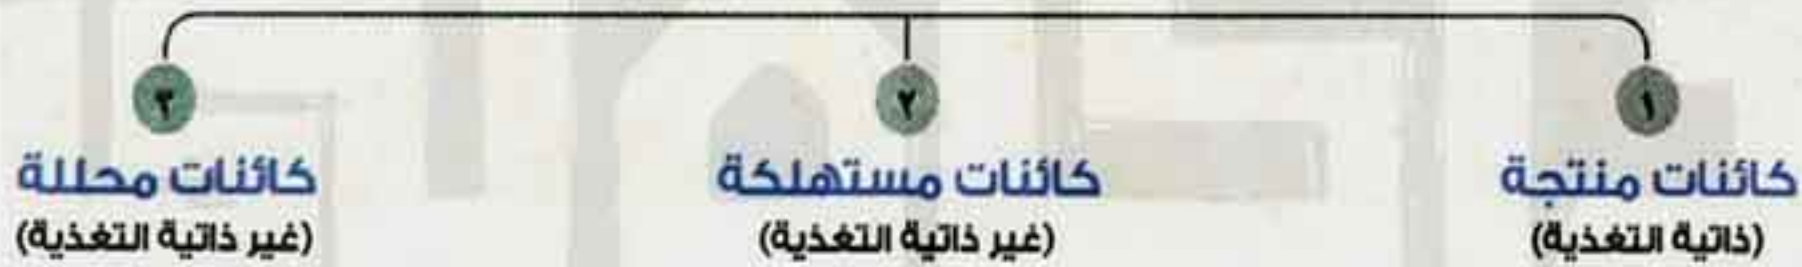 ١ ٢ ٣
كائنات منتجة كائنات مستهلكة كائنات محللة
(ذاتية التغذية) (غير ذاتية التغذية) (غير ذاتية التغذية)